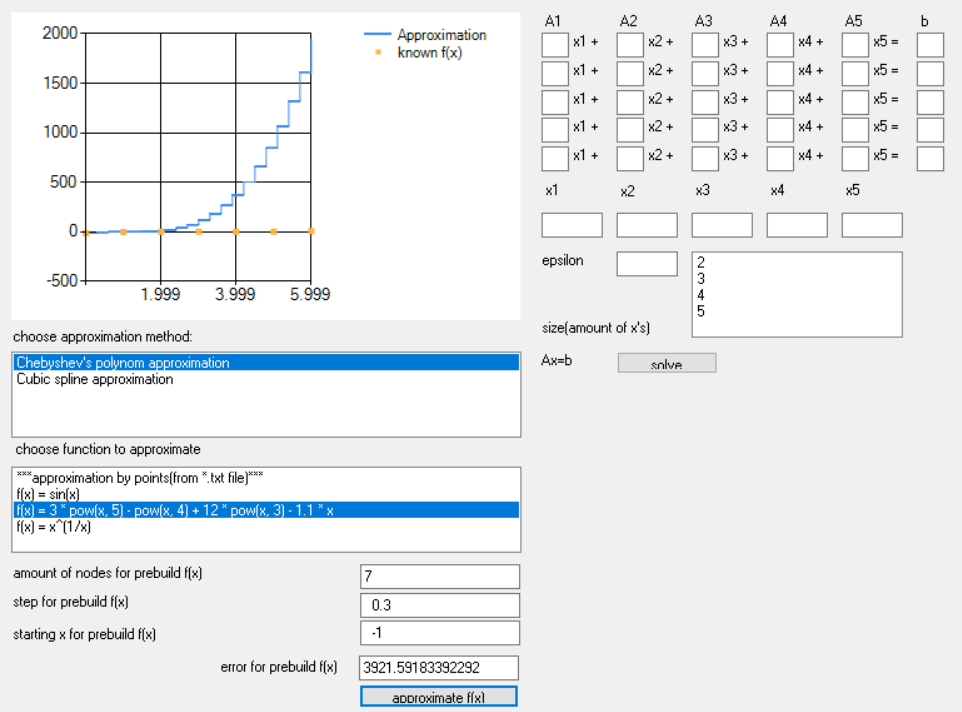 2000
1500
1000
500
0
-500
1.999 3.999 5.999
Approximation
known f(x)
choose approximation method:
Chebyshev's polynom approximation
Cubic spline approximation
choose function to approximate
***approximation by points(from *.txt file)***
f(x) = sin(x)
f(x) = 3 * pow(x, 5) - pow(x, 4) + 12 * pow(x, 3) - 1.1 * x
f(x) = x^(1/x)
amount of nodes for prebuild f(x) 7
step for prebuild f(x) 0.3
starting x for prebuild f(x) -1
error for prebuild f(x) 3921.59183392292
approximate f(x)
A1 A2 A3 A4 A5 b
x1 + x2 + x3 + x4 + x5 =
x1 + x2 + x3 + x4 + x5 =
x1 + x2 + x3 + x4 + x5 =
x1 + x2 + x3 + x4 + x5 =
x1 + x2 + x3 + x4 + x5 =
x1 x2 x3 x4 x5
epsilon
2
3
4
5
size(amount of x's)
Ax=b solve